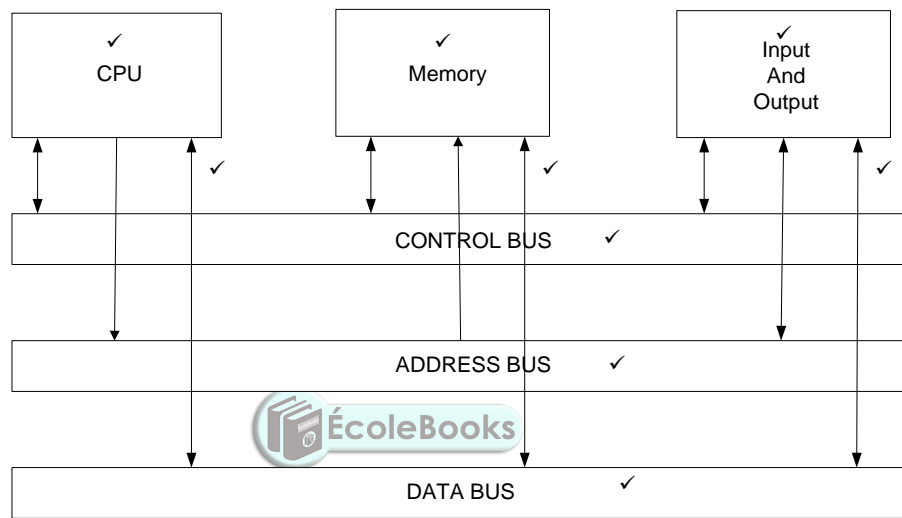 CPU
Memory
Input
And
Output
CONTROL BUS
ADDRESS BUS
ÉcoleBooks
DATA BUS